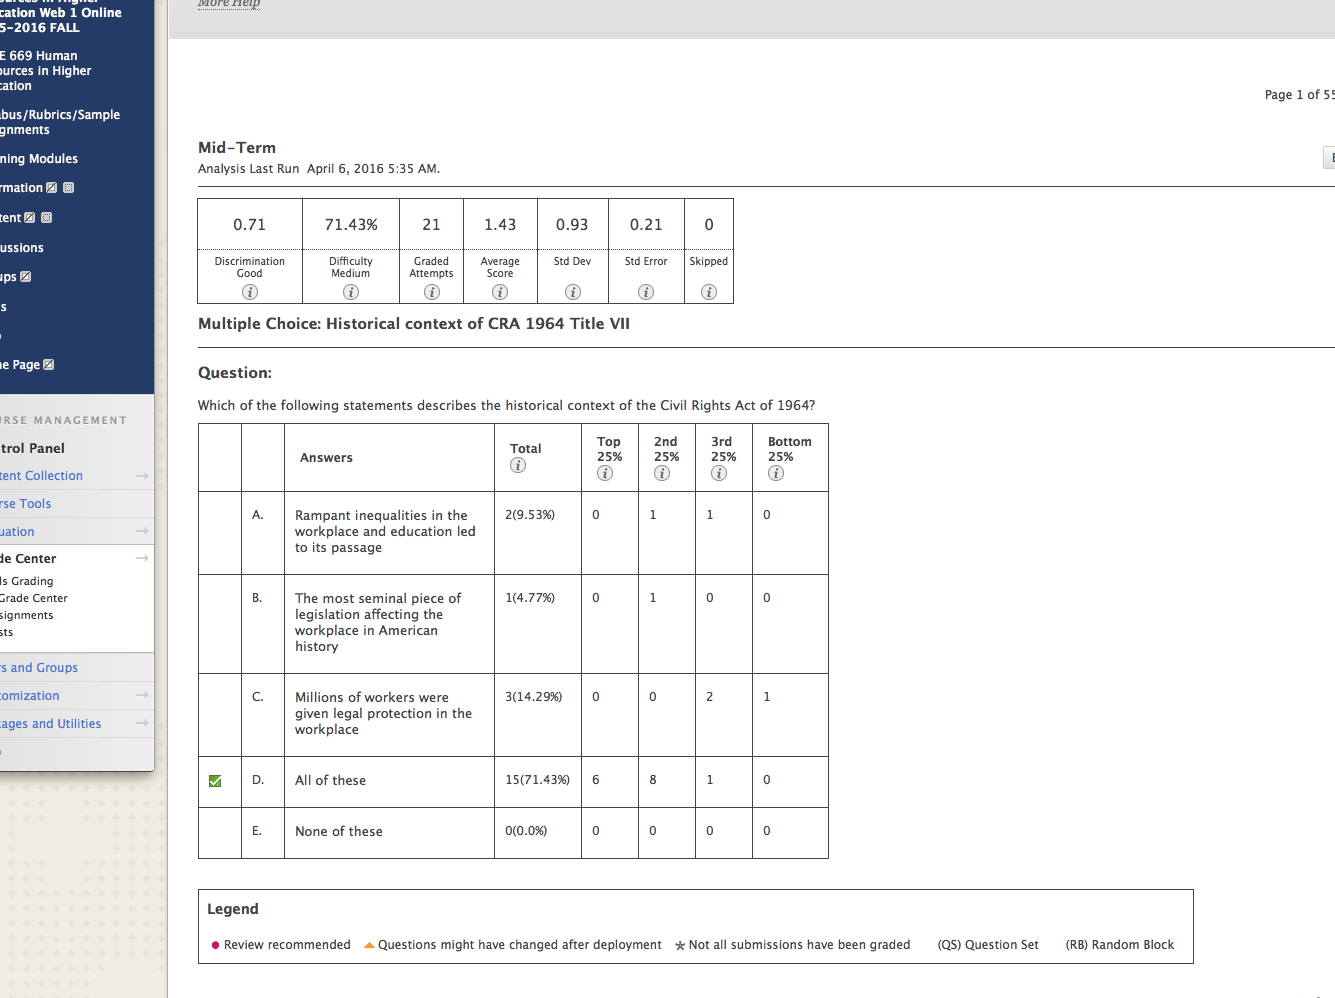 More Help
cation Web 1 Online
5-2016 FALL
E 669 Human
ources in Higher
cation
abus/Rubrics/Sample
gnments
ning Modules
rmation
tent
ussions
ups
s
e Page
Page 1 of 55
Mid-Term
Analysis Last Run April 6, 2016 5:35 AM.
0.71 71.43% 21 1.43 0.93 0.21 0
Discrimination Difficulty Graded Average Std Dev Std Error Skipped
Good Medium Attempts Score
Multiple Choice: Historical context of CRA 1964 Title VII
Question:
Which of the following statements describes the historical context of the Civil Rights Act of 1964?
Answers Total Top 25% 2nd 25% 3rd 25% Bottom 25%
A. Rampant inequalities in the 2(9.53%) 0 1 1 0
workplace and education led
to its passage
B. The most seminal piece of 1(4.77%) 0 1 0 0
legislation affecting the
workplace in American
history
C. Millions of workers were 3(14.29%) 0 0 2 1
given legal protection in the
workplace
D. All of these 15(71.43%) 6 8 1 0
E. None of these 0(0.0%) 0 0 0 0
Legend
Review recommended Questions might have changed after deployment Not all submissions have been graded (QS) Question Set (RB) Random Block
RSE MANAGEMENT
trol Panel
tent Collection
rse Tools
uation
de Center
ls Grading
Grade Center
signments
sts
s and Groups
tomization
ages and Utilities